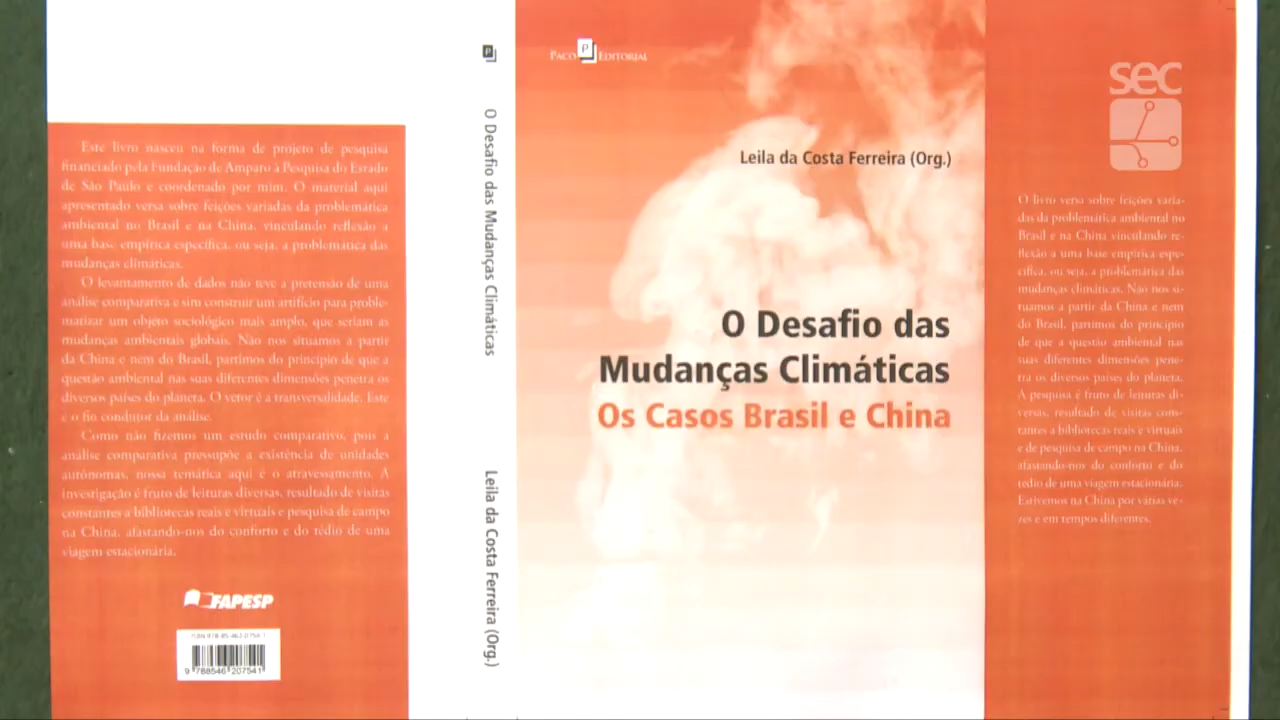 Este livro nasceu na forma de projeto de pesquisa
financiado pela Fundação de Amparo à Pesquisa do Estado
de São Paulo e coordenado por mim. O material aqui
apresentado versa sobre feições variadas da problemática
ambiental no Brasil e na China, vinculando reflexão a
uma base empírica específica, ou seja, a problemática das
mudanças climáticas.
O levantamento de dados não teve a pretensão de uma
análise comparativa e sim construir um artifício para proble-
matizar um objeto sociológico mais amplo, que seriam as
mudanças ambientais globais. Não nos situamos a partir
da China e nem do Brasil, partimos do princípio de que a
questão ambiental nas suas diferentes dimensões penetra os
diversos países do planeta. O vetor é a transversalidade. Este
é o fio condutor da análise.
Como não fizemos um estudo comparativo, pois a
análise comparativa pressupõe a existência de unidades
autônomas, nossa temática aqui é o atravessamento. A
investigação é fruto de leituras diversas, resultado de visitas
constantes a bibliotecas reais e virtuais e pesquisa de campo
na China, afastando-nos do conforto e do tédio de uma
viagem estacionária.
FAPESP
ISBN 978-85-462-0754-1
9 788546 207541
O Desafio das Mudanças Climáticas
Leila da Costa Ferreira (Org.)
PACO P EDITORIAL
Leila da Costa Ferreira (Org.)
O Desafio das
Mudanças Climáticas
Os Casos Brasil e China
sec
O livro versa sobre feições varia-
das da problemática ambiental no
Brasil e na China vinculando re-
flexão a uma base empírica espe-
cífica, ou seja, a problemática das
mudanças climáticas. Não nos si-
tuamos a partir da China e nem
do Brasil, partimos do princípio
de que a questão ambiental nas
suas diferentes dimensões pene-
tra os diversos países do planeta.
A pesquisa é fruto de leituras di-
versas, resultado de visitas cons-
tantes a bibliotecas reais e virtuais
e de pesquisa de campo na China,
afastando-nos do conforto e do
tédio de uma viagem estacionária.
Estivemos na China por várias ve-
zes e em tempos diferentes.